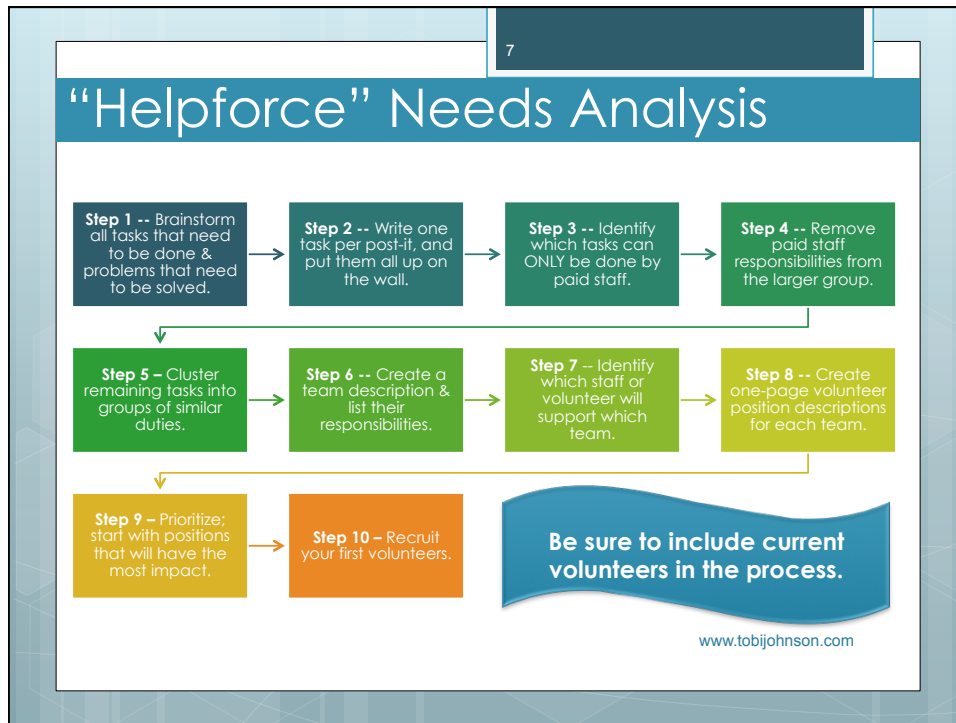 7
“Helpforce” Needs Analysis
Step 1 -- Brainstorm
all tasks that need
to be done &
problems that need
to be solved.
Step 2 -- Write one
task per post-it, and
put them all up on
the wall.
Step 3 -- Identify
which tasks can
ONLY be done by
paid staff.
Step 4 -- Remove
paid staff
responsibilities from
the larger group.
Step 5 – Cluster
remaining tasks into
groups of similar
duties.
Step 6 -- Create a
team description &
list their
responsibilities.
Step 7 -- Identify
which staff or
volunteer will
support which
team.
Step 8 -- Create
one-page volunteer
position descriptions
for each team.
Step 9 – Prioritize;
start with positions
that will have the
most impact.
Step 10 – Recruit
your first volunteers.
Be sure to include current
volunteers in the process.
www.tobijohnson.com